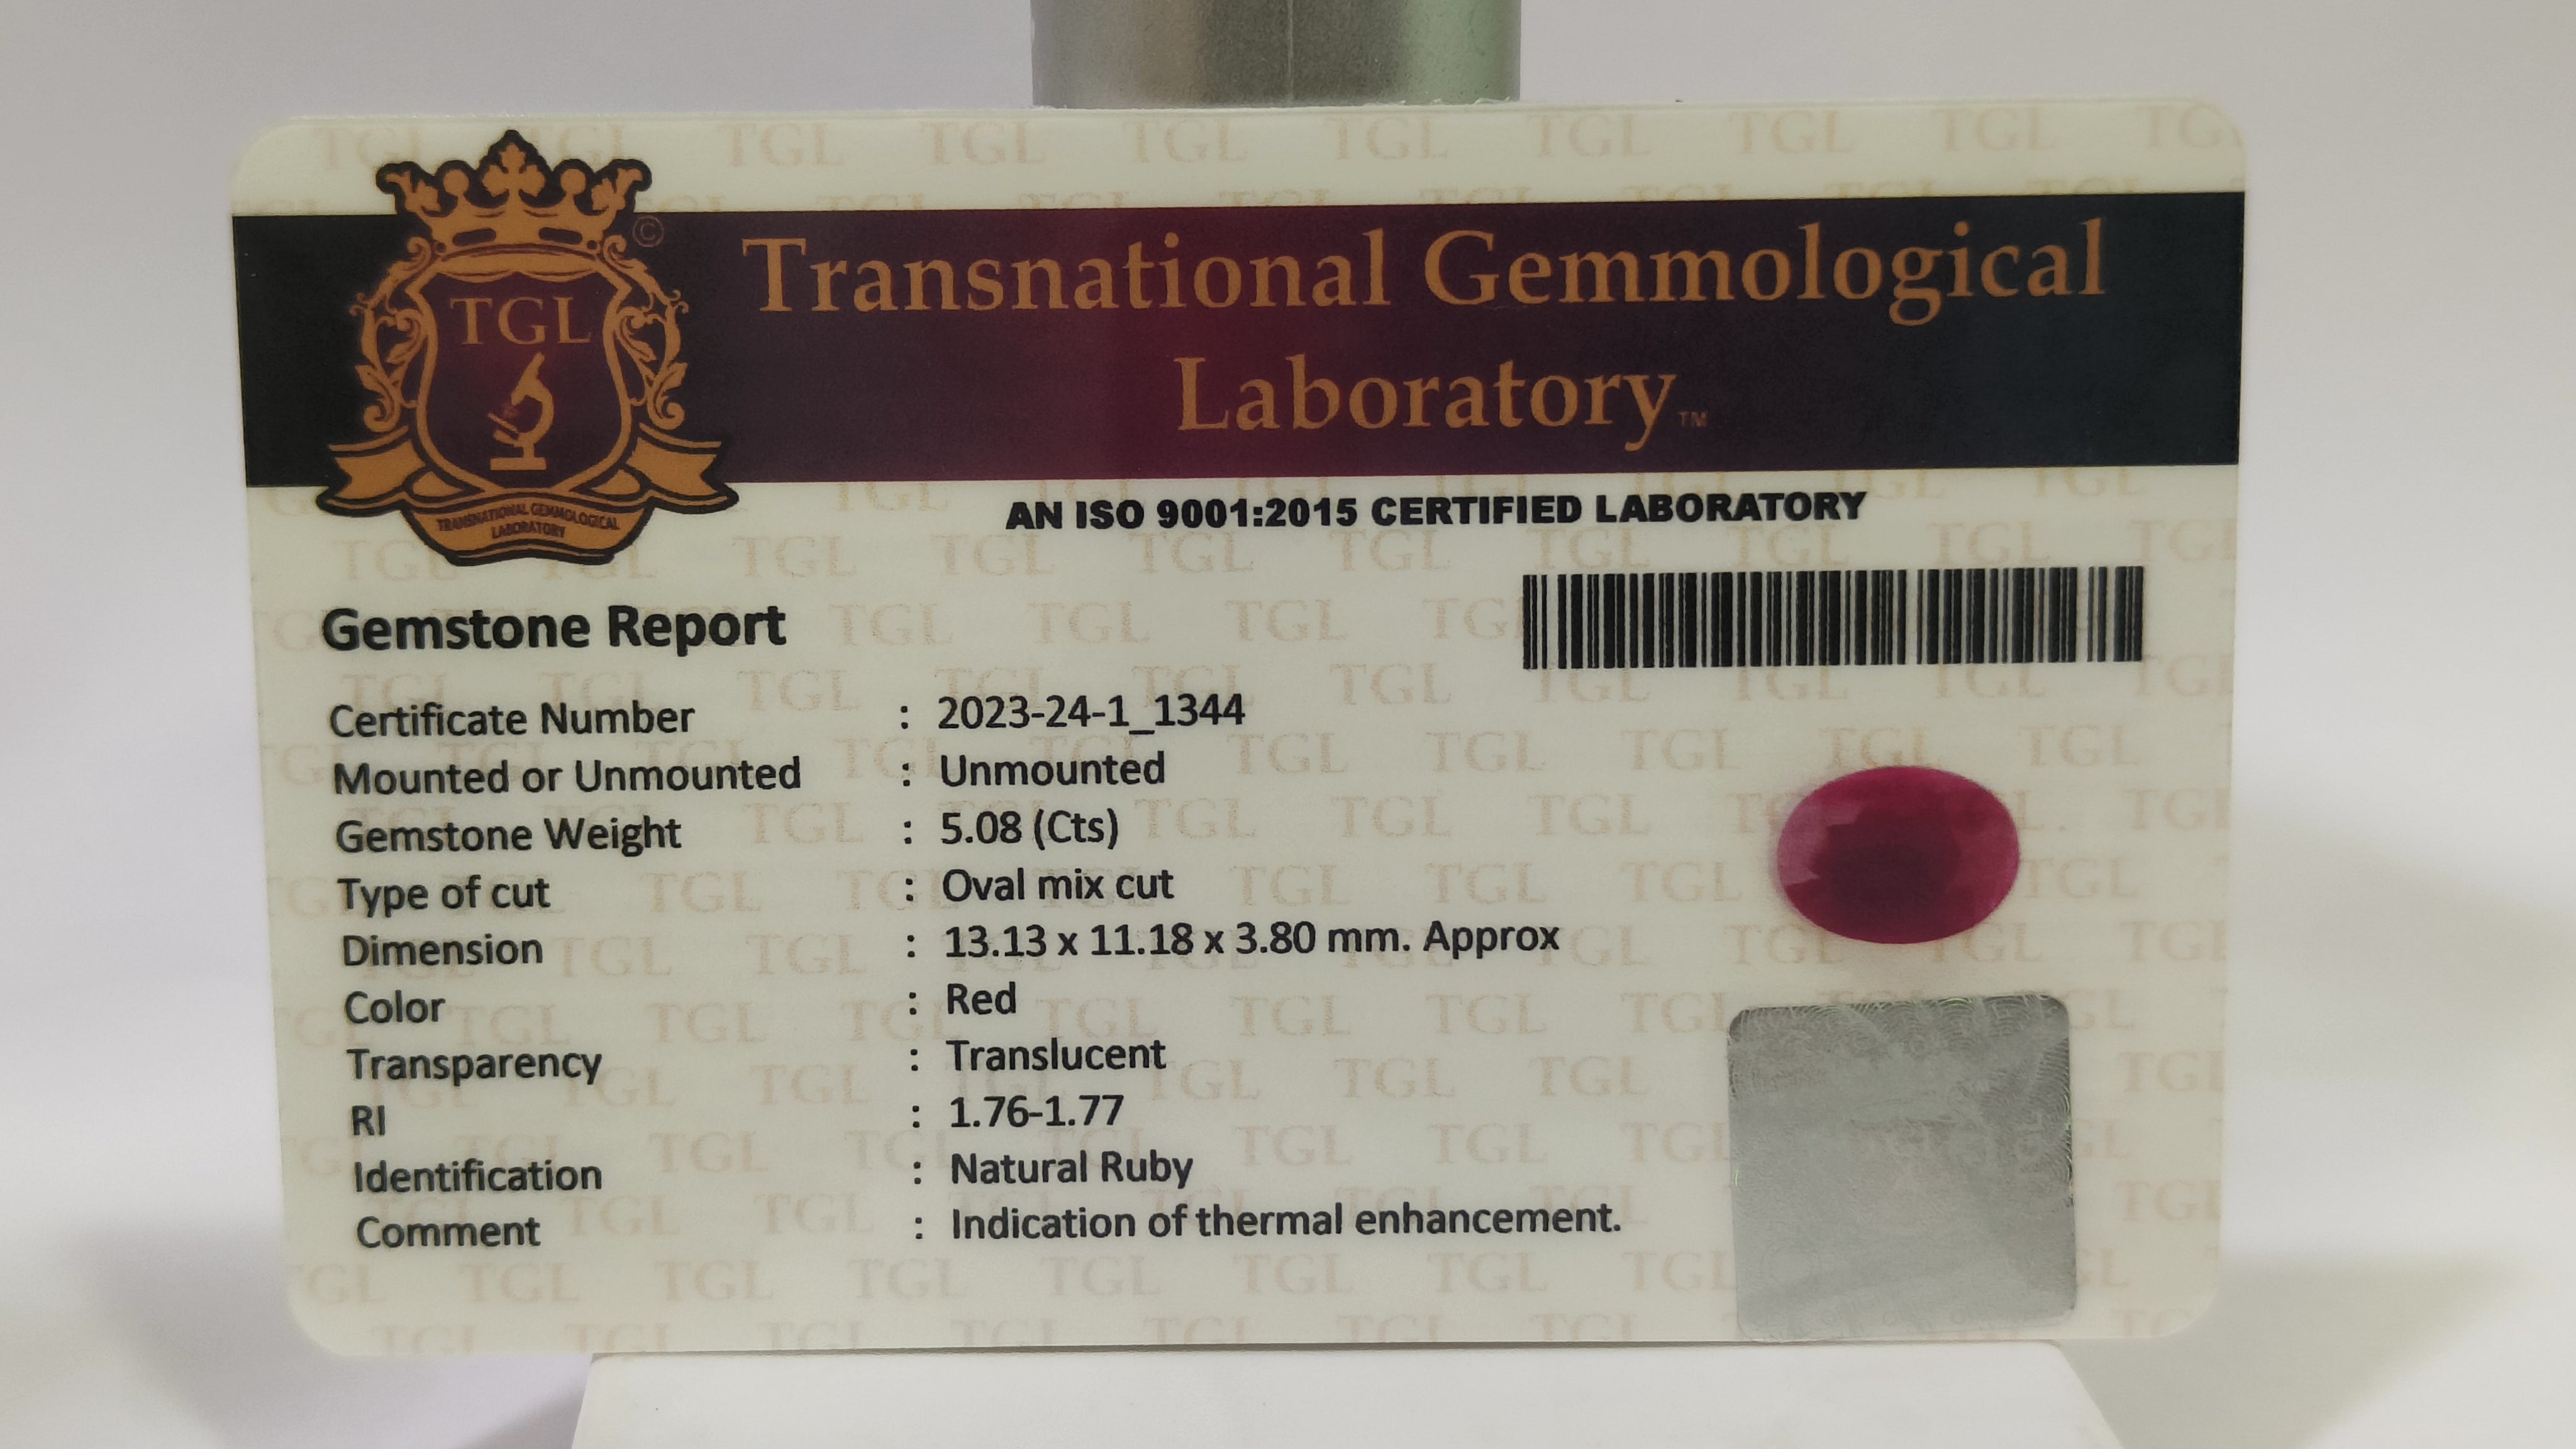 TGL
©
TRANSNATIONAL GEMMOLOGICAL
LABORATORY
Transnational Gemmological
Laboratory™
AN ISO 9001:2015 CERTIFIED LABORATORY
Gemstone Report
Certificate Number : 2023-24-1_1344
Mounted or Unmounted : Unmounted
Gemstone Weight : 5.08 (Cts)
Type of cut : Oval mix cut
Dimension : 13.13 x 11.18 x 3.80 mm. Approx
Color : Red
Transparency : Translucent
RI : 1.76-1.77
Identification : Natural Ruby
Comment : Indication of thermal enhancement.